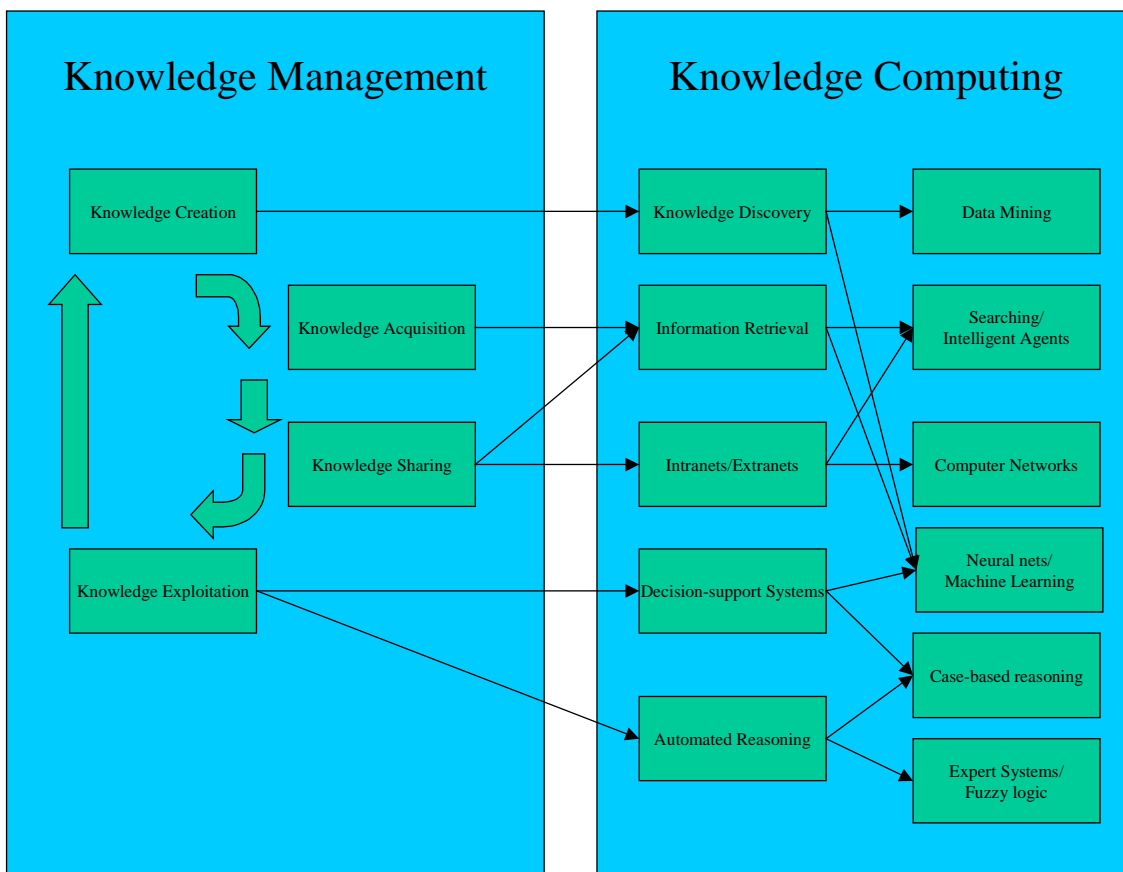 Knowledge Management
Knowledge Creation
Knowledge Acquisition
Knowledge Sharing
Knowledge Exploitation
Knowledge Computing
Knowledge Discovery
Data Mining
Information Retrieval
Searching/
Intelligent Agents
Intranets/Extranets
Computer Networks
Neural nets/
Machine Learning
Decision-support Systems
Case-based reasoning
Automated Reasoning
Expert Systems/
Fuzzy logic